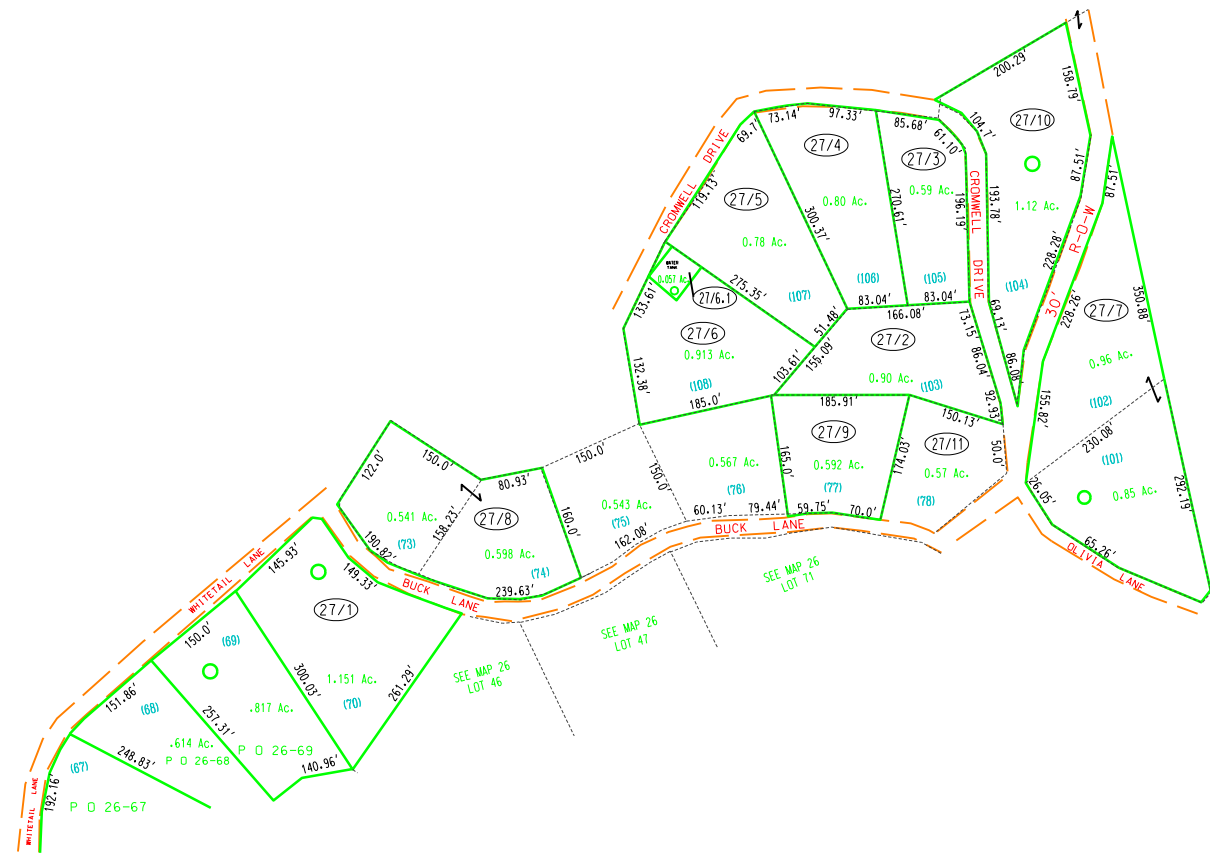 200.29'
158.79'
104.7'
27/10
1.12 Ac.
87.51'
87.51'
R-O-W
30'
228.28'
228.26'
193.78'
(104)
69.13'
86.08'
CROMWELL DRIVE
69.7'
73.14'
97.33'
85.68'
61.10'
27/4
27/3
0.59 Ac.
0.80 Ac.
270.61'
196.19'
CROMWELL DRIVE
119.13'
27/5
0.78 Ac.
300.37'
(106)
(105)
(107)
83.04'
83.04'
166.08'
WATER
TANK
0.057 Ac.
27/6.1
275.35'
133.61'
27/6
0.913 Ac.
(108)
132.38'
51.48'
155.09'
103.61'
185.0'
27/2
0.90 Ac.
(103)
73.15'
86.04'
92.93'
27/7
350.88'
0.96 Ac.
(102)
155.82'
230.08'
(101)
0.85 Ac.
292.19'
26.05'
65.26'
OLIVIA LANE
185.91'
150.13'
50.0'
27/9
0.592 Ac.
(77)
165.0'
174.03'
27/11
0.57 Ac.
(78)
0.567 Ac.
(76)
60.13'
79.44'
59.75'
70.0'
BUCK LANE
150.0'
150.0'
0.543 Ac.
(75)
162.08'
122.0'
150.0'
80.93'
160.0'
0.541 Ac.
(73)
158.23'
27/8
0.598 Ac.
(74)
190.82'
239.63'
BUCK LANE
SEE MAP 26
LOT 71
SEE MAP 26
LOT 47
SEE MAP 26
LOT 46
WHITETAIL LANE
145.93'
149.33'
27/1
1.151 Ac.
(70)
261.29'
300.03'
150.0'
(69)
.817 Ac.
P O 26-69
140.96'
257.31'
151.86'
(68)
.614 Ac.
P O 26-68
248.83'
(67)
192.16'
P O 26-67
WHITETAIL LANE